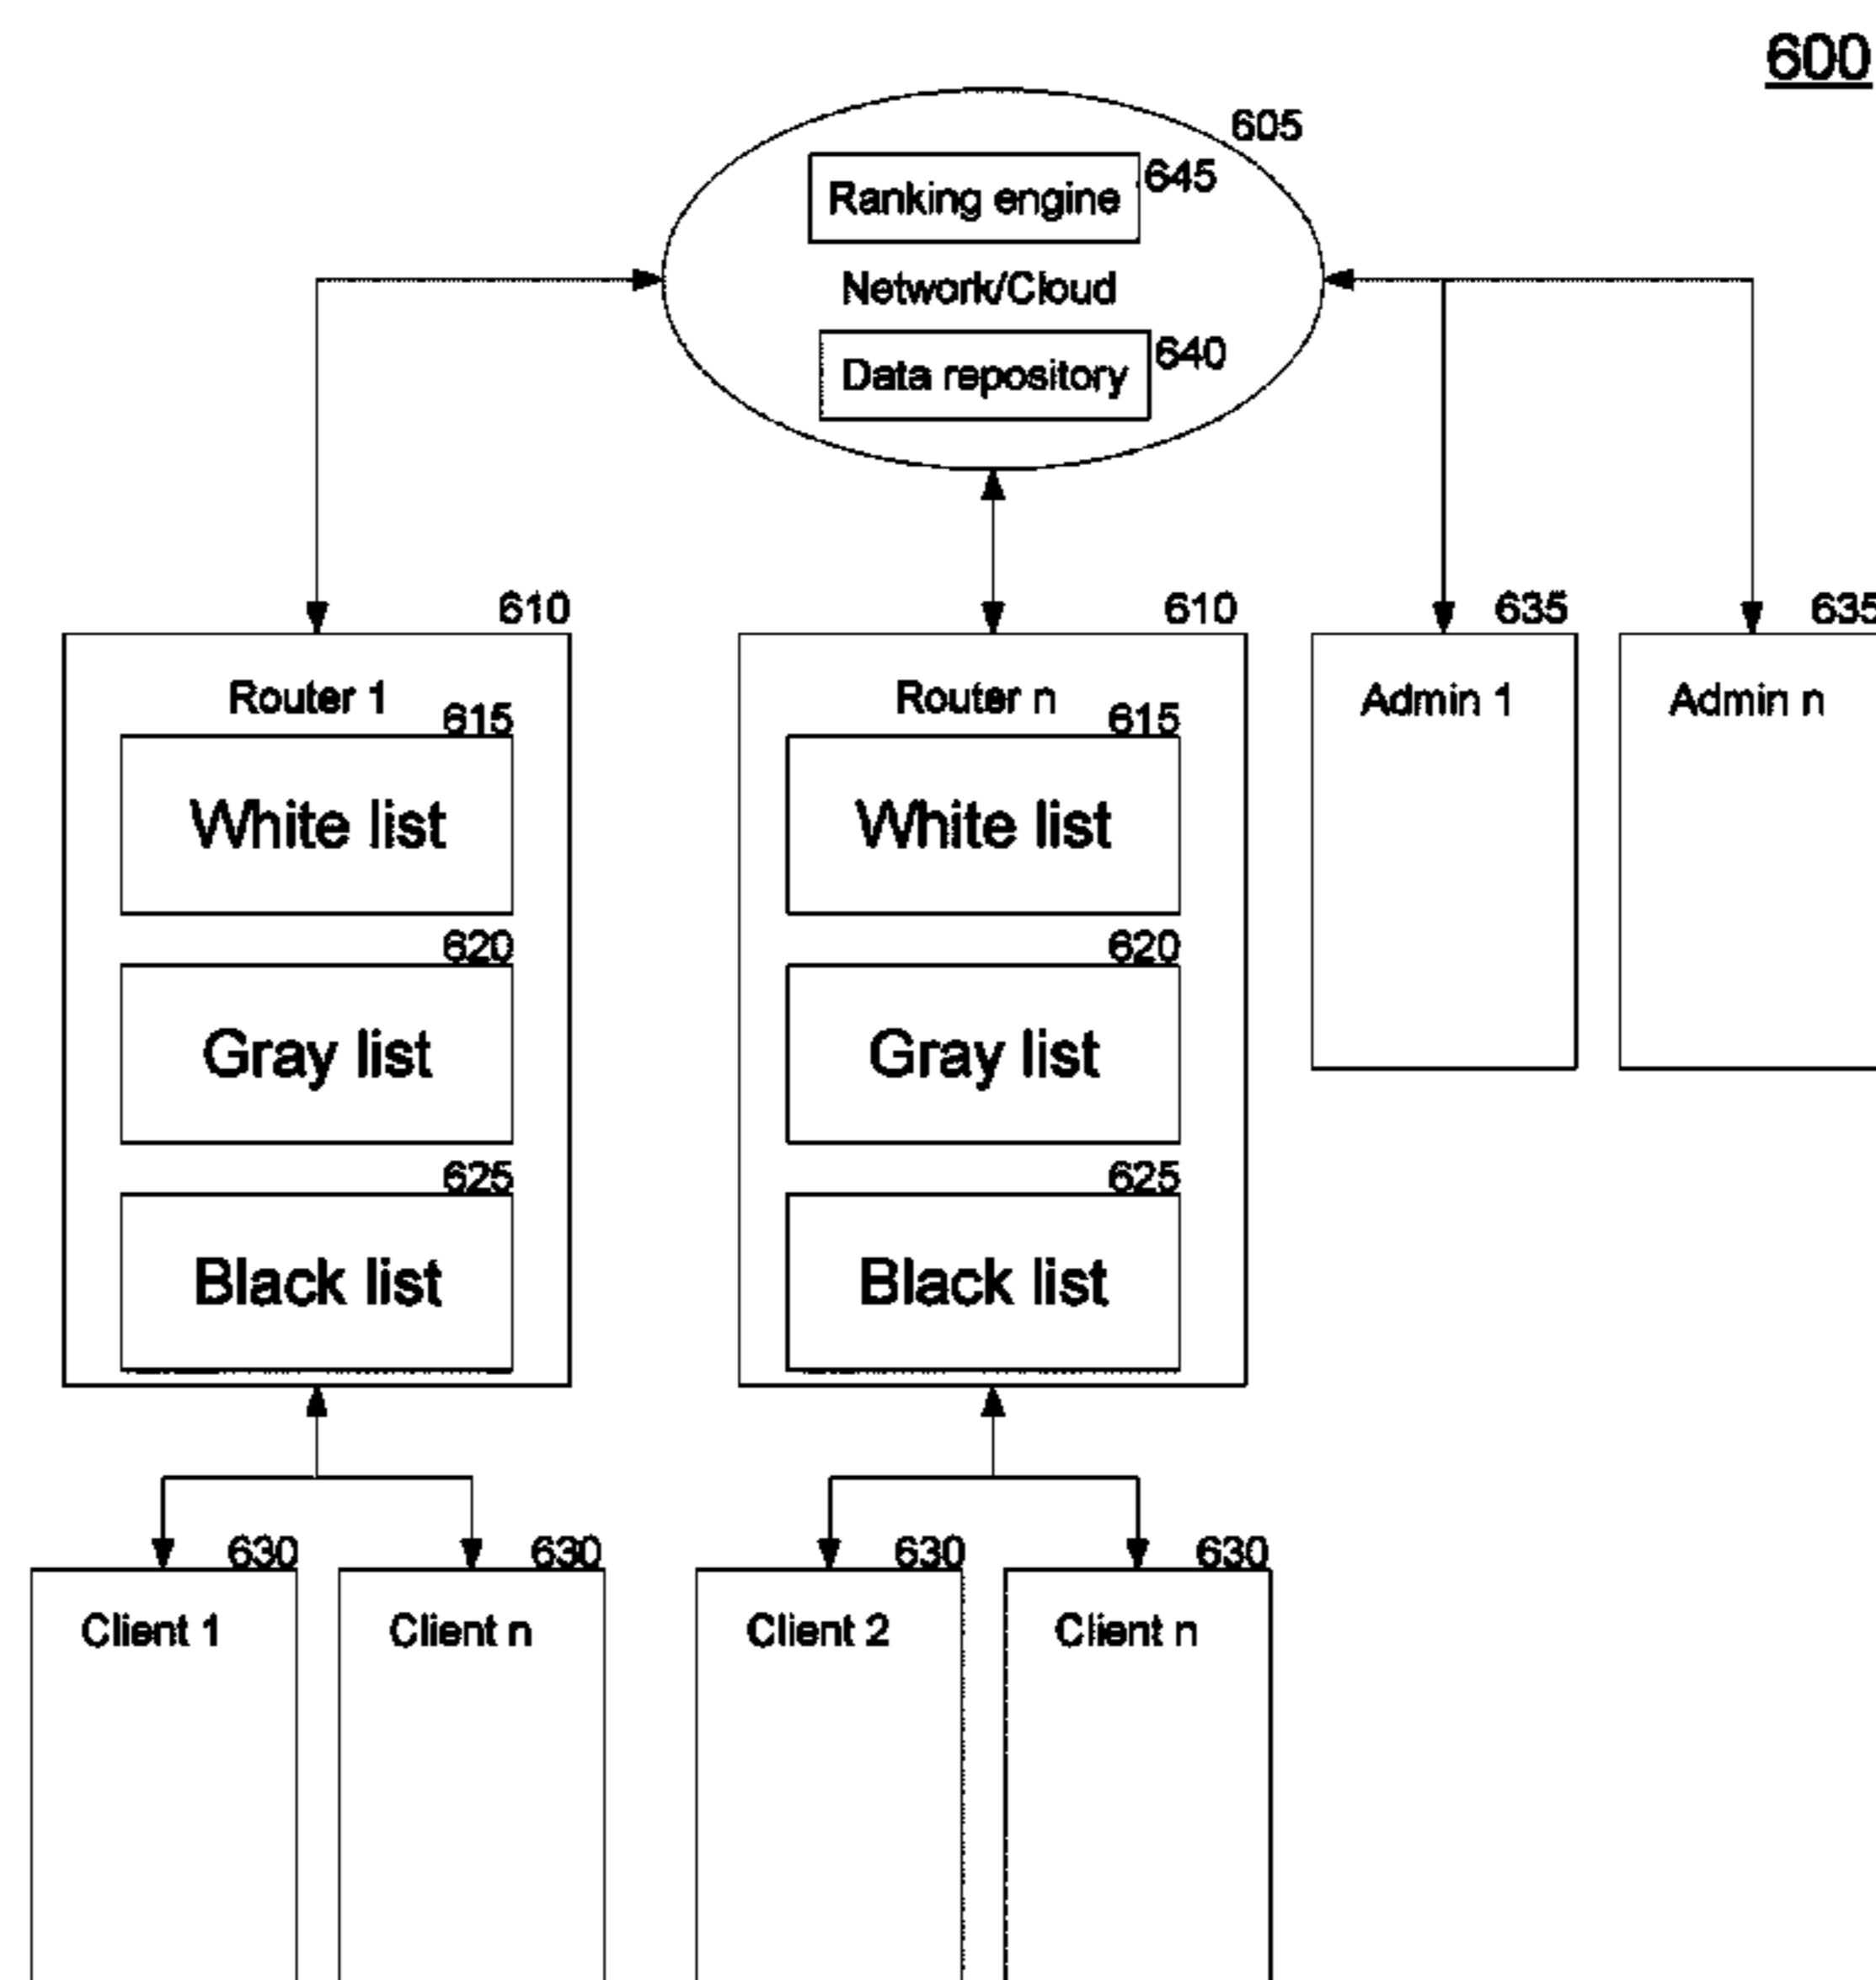 600
605
Ranking engine 645
Network/Cloud
Data repository 640
610 610 635 635
Router 1 Router n Admin 1 Admin n
615 615
White list White list
620 620
Gray list Gray list
625 625
Black list Black list
630 630 630 630
Client 1 Client n Client 2 Client n